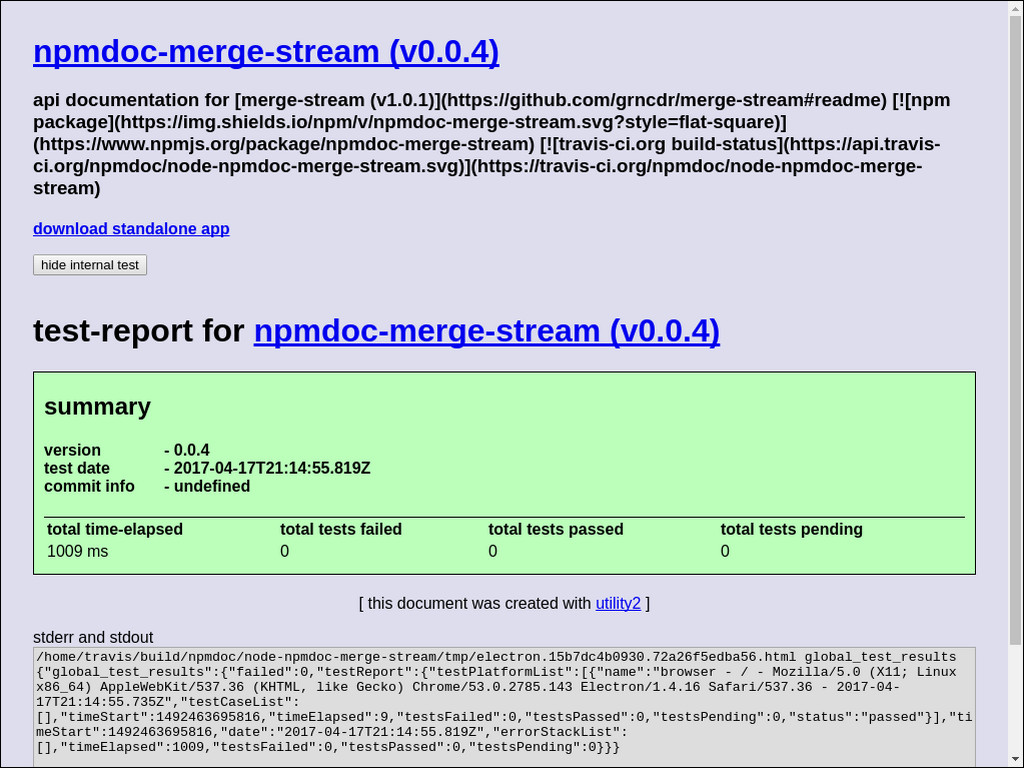 npmdoc-merge-stream (v0.0.4)
api documentation for [merge-stream (v1.0.1)](https://github.com/grncdr/merge-stream#readme) [![npm
package](https://img.shields.io/npm/v/npmdoc-merge-stream.svg?style=flat-square)]
(https://www.npmjs.org/package/npmdoc-merge-stream) [![travis-ci.org build-status](https://api.travis-
ci.org/npmdoc/node-npmdoc-merge-stream.svg)](https://travis-ci.org/npmdoc/node-npmdoc-merge-
stream)
download standalone app
hide internal test
test-report for npmdoc-merge-stream (v0.0.4)
summary
version - 0.0.4
test date - 2017-04-17T21:14:55.819Z
commit info - undefined
total time-elapsed total tests failed total tests passed total tests pending
1009 ms 0 0 0
[ this document was created with utility2 ]
stderr and stdout
/home/travis/build/npmdoc/node-npmdoc-merge-stream/tmp/electron.15b7dc4b0930.72a26f5edba56.html global_test_results
{"global_test_results":{"failed":0,"testReport":{"testPlatformList":[{"name":"browser - / - Mozilla/5.0 (X11; Linux
x86_64) AppleWebKit/537.36 (KHTML, like Gecko) Chrome/53.0.2785.143 Electron/1.4.16 Safari/537.36 - 2017-04-
17T21:14:55.735Z","testCaseList":
[],"timeStart":1492463695816,"timeElapsed":9,"testsFailed":0,"testsPassed":0,"testsPending":0,"status":"passed"}],"ti
meStart":1492463695816,"date":"2017-04-17T21:14:55.819Z","errorStackList":
[],"timeElapsed":1009,"testsFailed":0,"testsPassed":0,"testsPending":0}}}